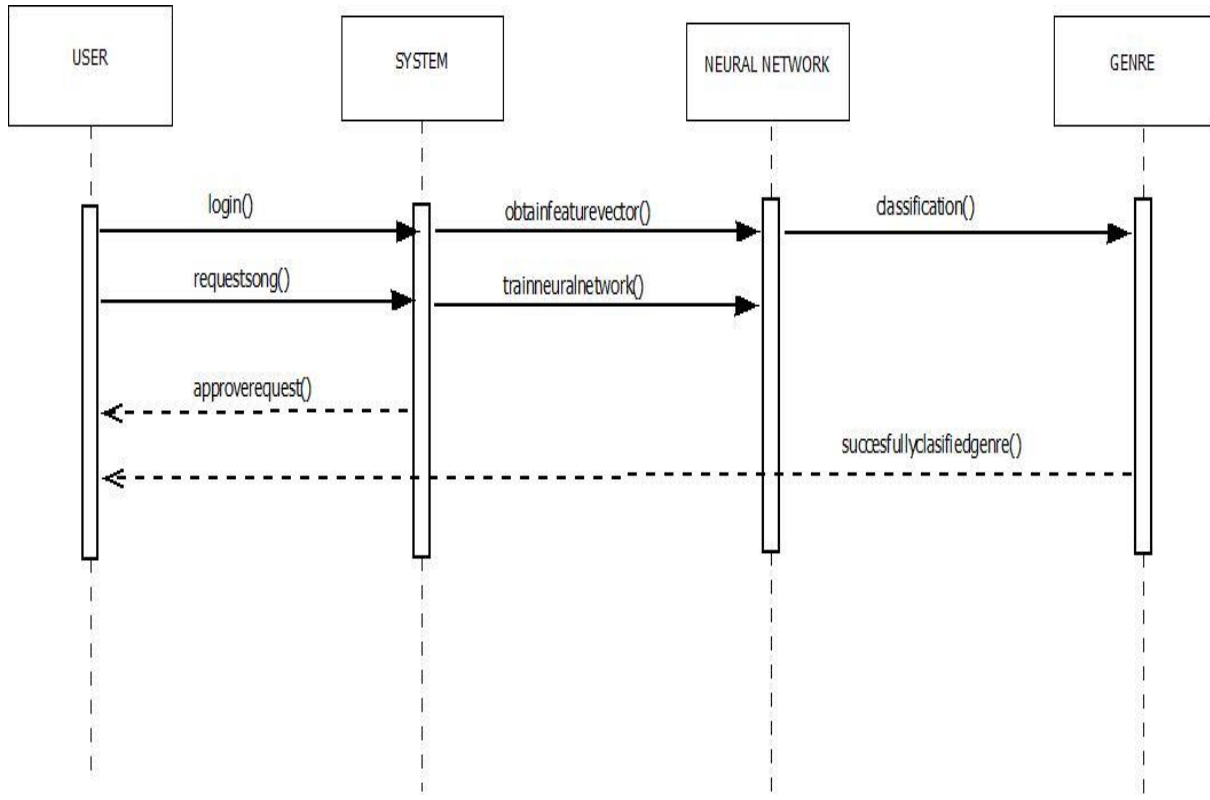 USER
SYSTEM
NEURAL NETWORK
GENRE
login()
obtainfeaturevector()
classification()
requestsong()
trainneuralnetwork()
approverequest()
succesfullyclasifiedgenre()